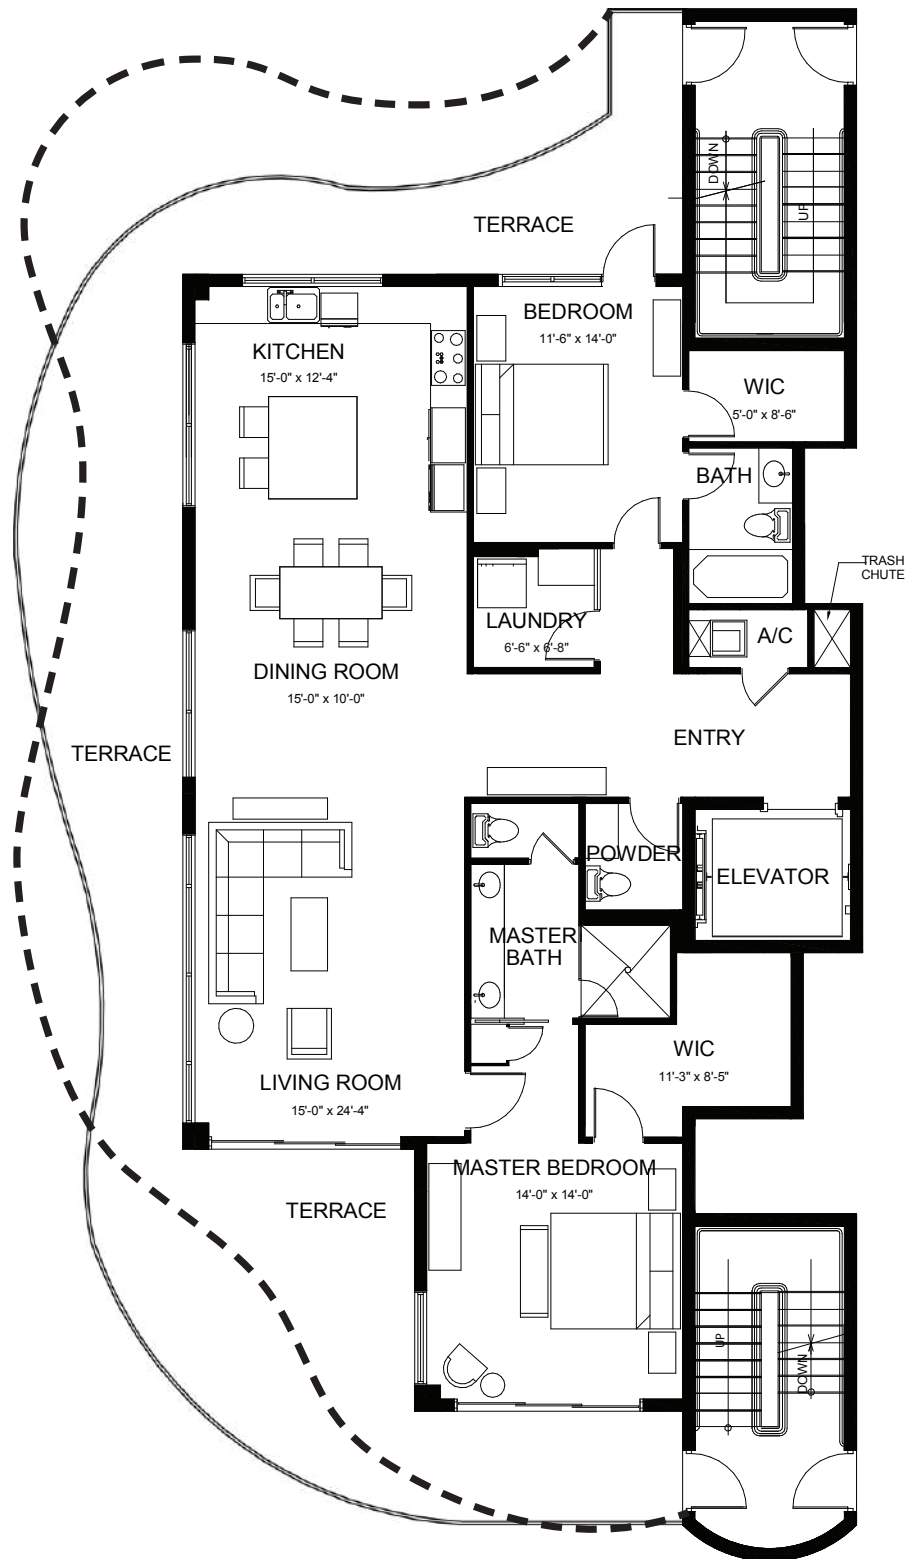 DOWN
UP
TERRACE
BEDROOM
11'-6" x 14'-0"
KITCHEN
15'-0" x 12'-4"
WIC
5'-0" x 8'-6"
BATH
TRASH
CHUTE
LAUNDRY
6'-6" x 6'-8"
A/C
DINING ROOM
15'-0" x 10'-0"
ENTRY
TERRACE
POWDER
ELEVATOR
MASTER
BATH
WIC
11'-3" x 8'-5"
LIVING ROOM
15'-0" x 24'-4"
MASTER BEDROOM
14'-0" x 14'-0"
TERRACE
UP
DOWN